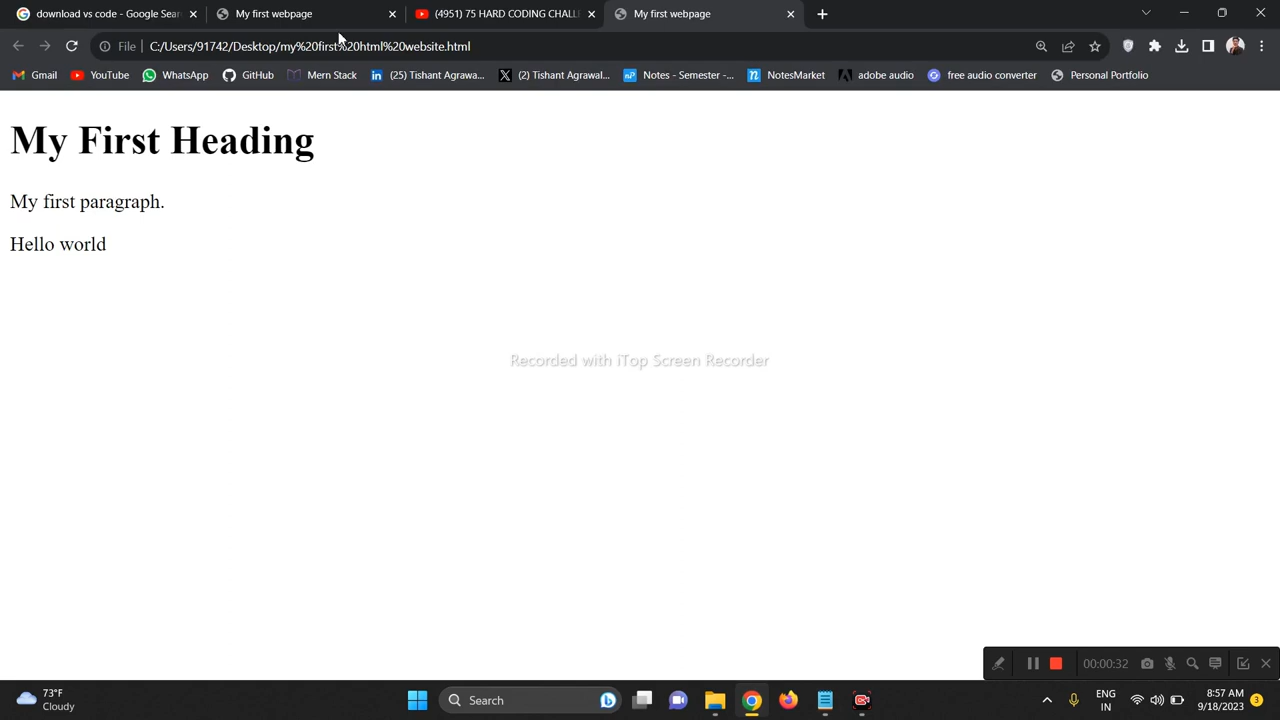 download vs code - Google Sear
My first webpage
(4951) 75 HARD CODING CHALL
My first webpage
File
C:/Users/91742/Desktop/my%20first%20html%20website.html
Gmail
YouTube
WhatsApp
GitHub
Mern Stack
(25) Tishant Agrawa...
(2) Tishant Agrawal...
Notes - Semester -...
NotesMarket
adobe audio
free audio converter
Personal Portfolio
My First Heading
My first paragraph.
Hello world
Recorded with iTop Screen Recorder
00:00:32
73°F
Cloudy
Search
ENG
IN
8:57 AM
9/18/2023
3